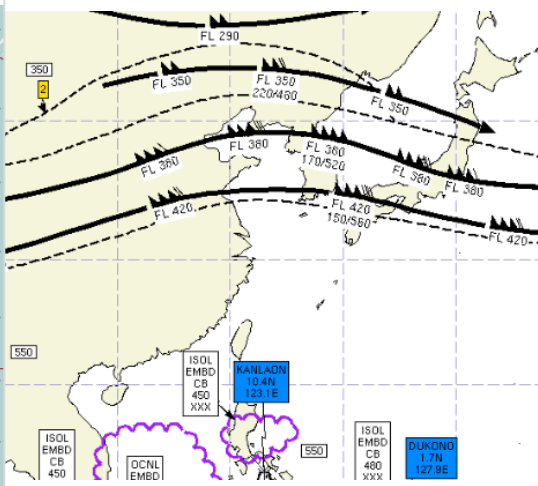 FL 290
350
2
FL 350
FL 350
220/480
FL 350
FL 380
FL 380
FL 380
170/520
FL 380
FL 380
FL 420
FL 420
150/580
FL 420
550
ISOL
EMBD
CB
450
XXX
KANLAON
10.4N
123.1E
ISOL
EMBD
CB
450
OCNL
EMBD
550
ISOL
EMBD
CB
480
XXX
DUKONO
1.7N
127.9E